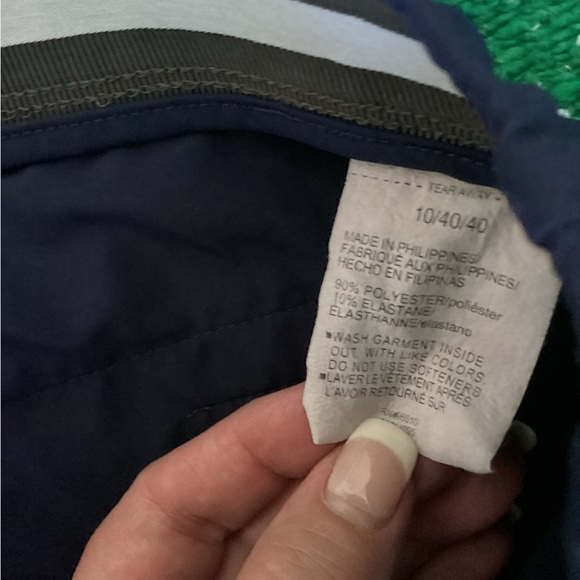 - - - - - - - TEAR AWAY -
10/40/40
MADE IN PHILIPPINES/
FABRIQUÉ AUX PHILIPPINES/
HECHO EN FILIPINAS
90% POLYESTER/poliéster
10% ELASTANE/
ELASTHANNE/elastano
▪WASH GARMENT INSIDE
OUT, WITH LIKE COLORS.
DO NOT USE SOFTENERS
▪LAVER LE VÊTEMENT APRÈS
L'AVOIR RETOURNÉ SUR